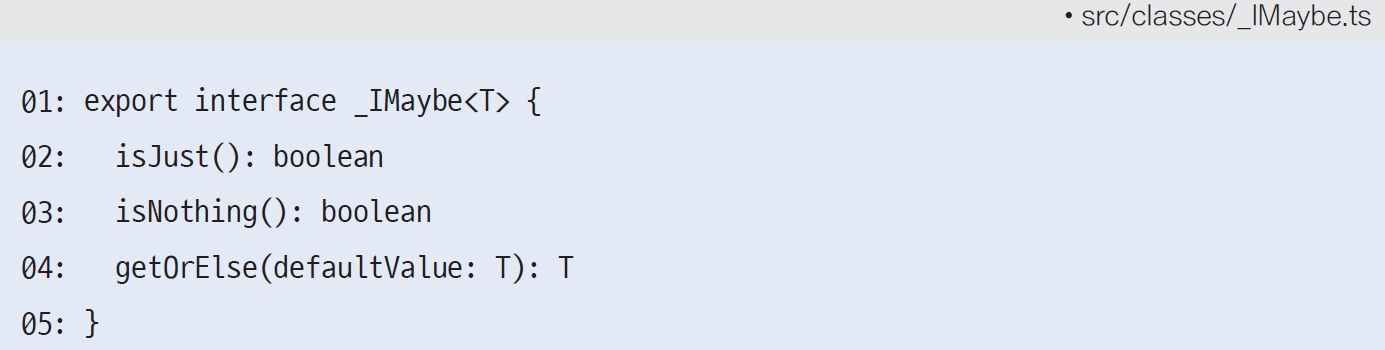 • src/classes/_IMaybe.ts
01: export interface _IMaybe<T> {
02:   isJust(): boolean
03:   isNothing(): boolean
04:   getOrElse(defaultValue: T): T
05: }